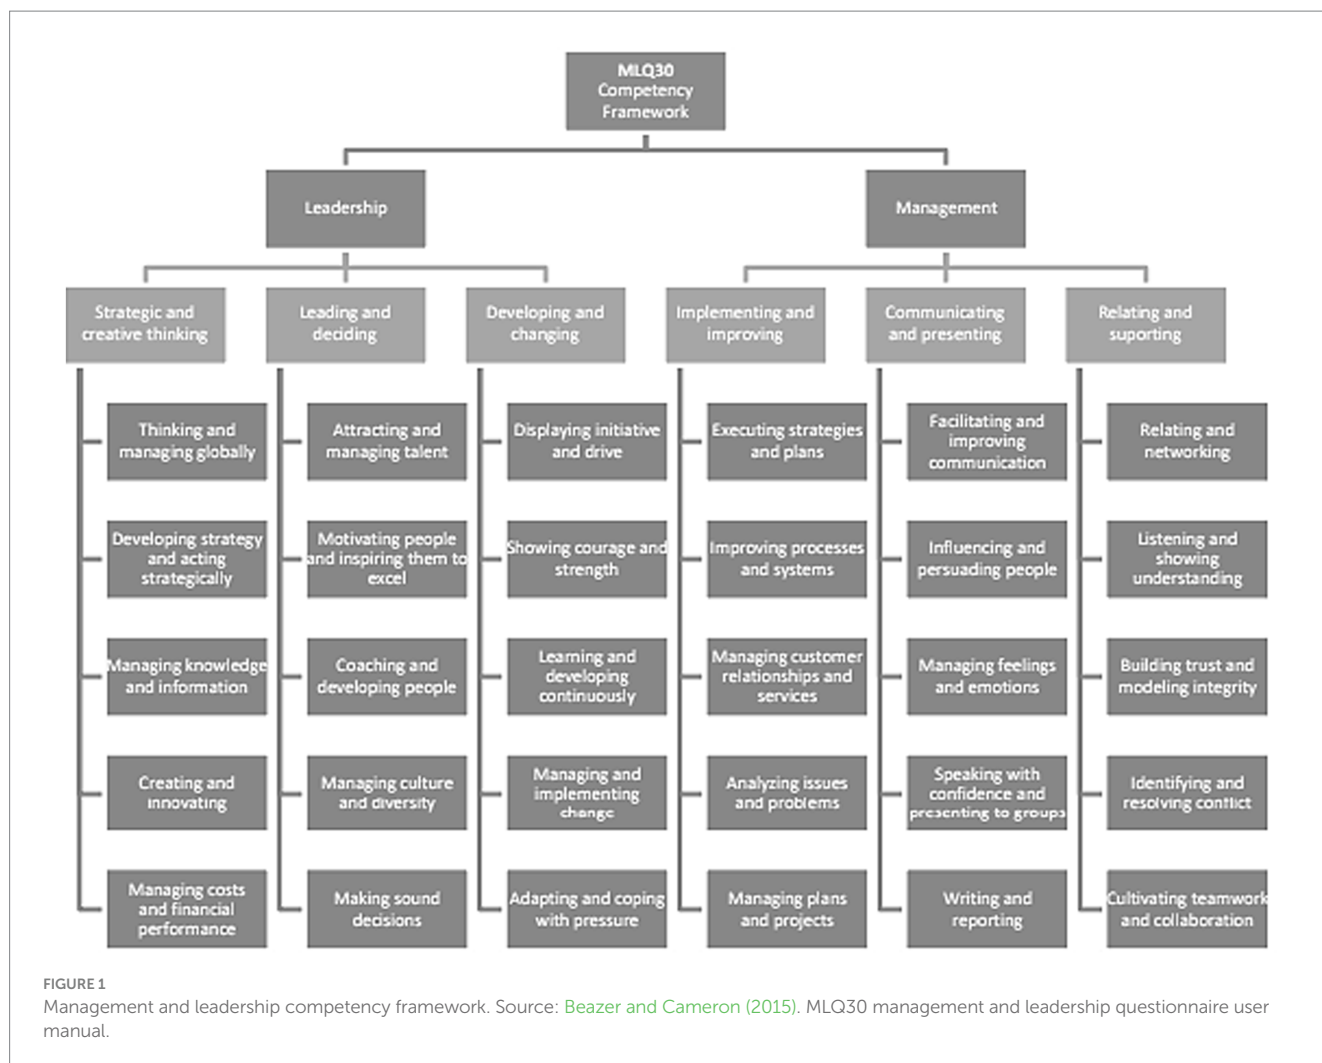 MLQ30
Competency
Framework
Leadership
Management
Strategic and
creative thinking
Leading and
deciding
Developing and
changing
Implementing and
improving
Communicating
and presenting
Relating and
suporting
Thinking and
managing globally
Attracting and
managing talent
Displaying initiative
and drive
Executing strategies
and plans
Facilitating and
improving
communication
Relating and
networking
Developing strategy
and acting
strategically
Motivating people
and inspiring them to
excel
Showing courage and
strength
Improving processes
and systems
Influencing and
persuading people
Listening and
showing
understanding
Managing knowledge
and information
Coaching and
developing people
Learning and
developing
continuously
Managing customer
relationships and
services
Managing feelings
and emotions
Building trust and
modeling integrity
Creating and
innovating
Managing culture
and diversity
Managing and
implementing
change
Analyzing issues
and problems
Speaking with
confidence and
presenting to groups
Identifying and
resolving conflict
Managing costs
and financial
performance
Making sound
decisions
Adapting and coping
with pressure
Managing plans
and projects
Writing and
reporting
Cultivating teamwork
and collaboration
FIGURE 1
Management and leadership competency framework. Source: Beazer and Cameron (2015). MLQ30 management and leadership questionnaire user
manual.